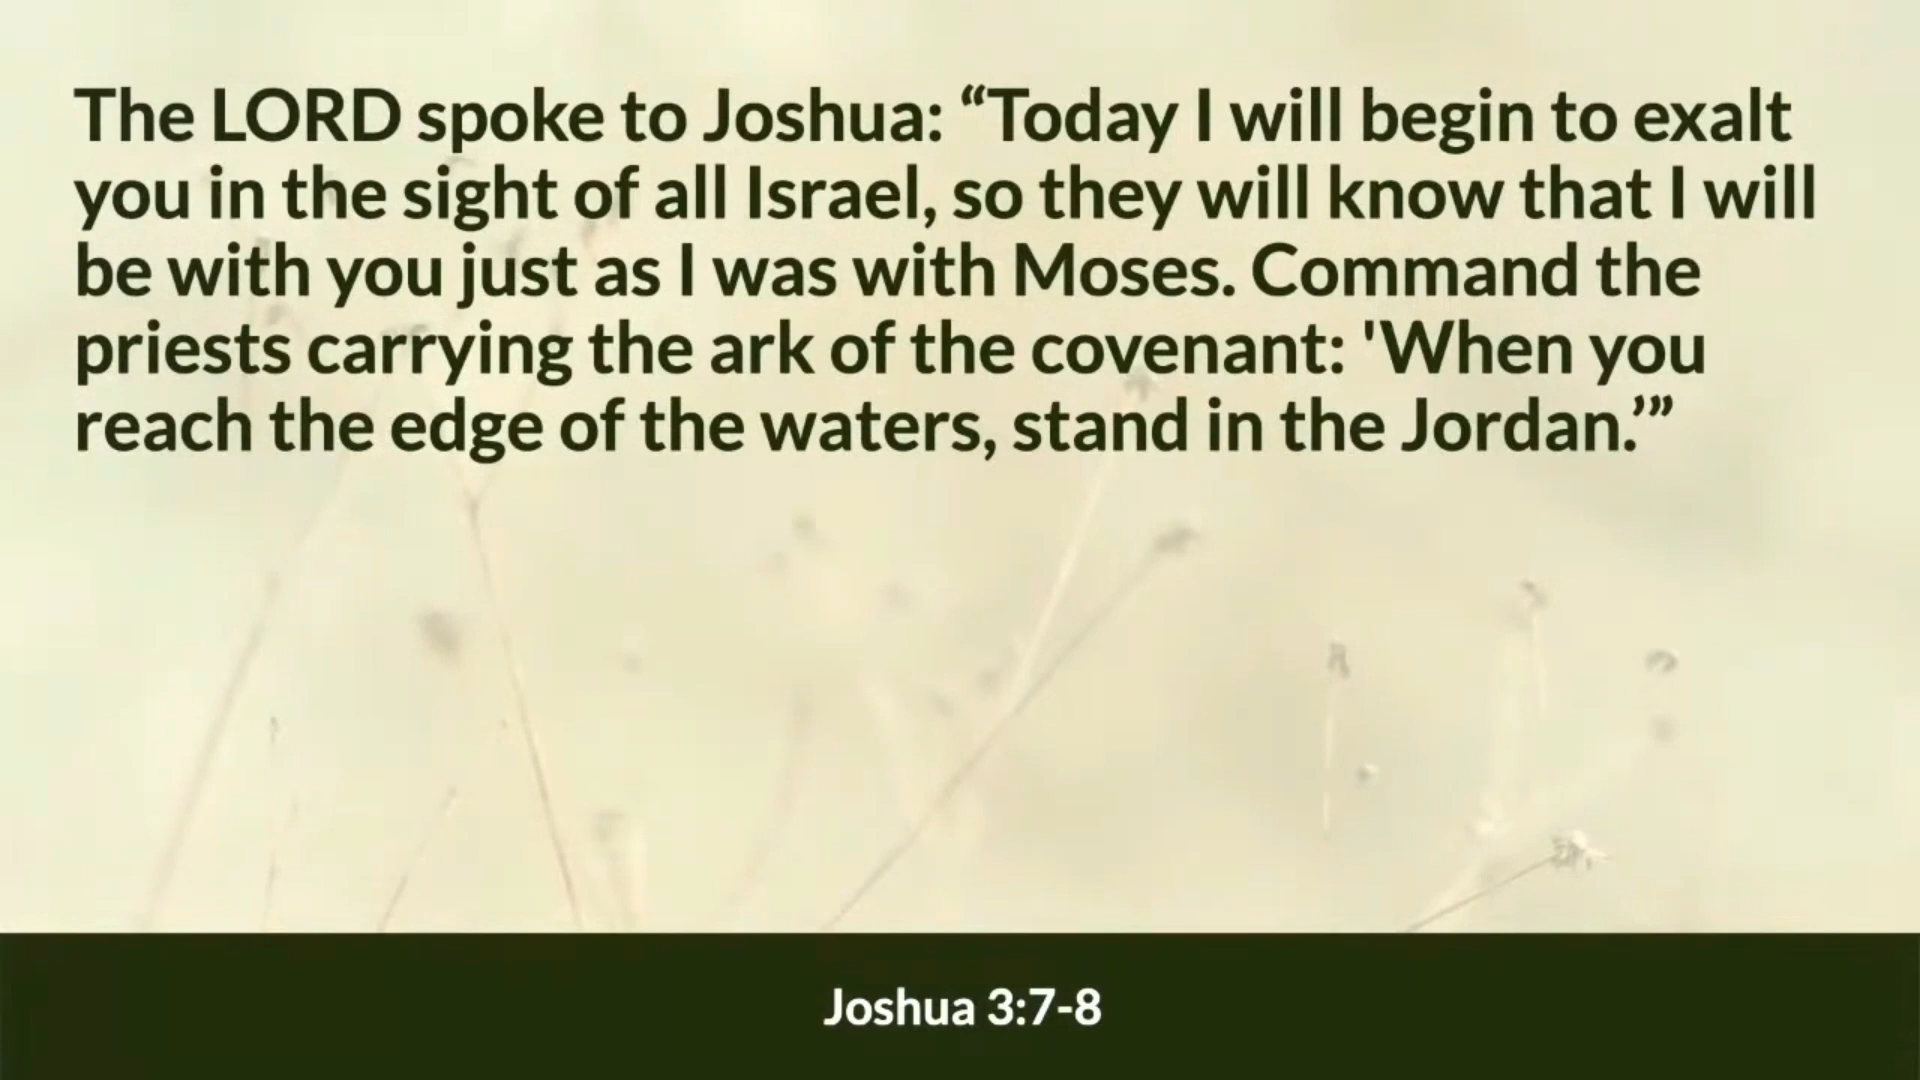 The LORD spoke to Joshua: “Today I will begin to exalt
you in the sight of all Israel, so they will know that I will
be with you just as I was with Moses. Command the
priests carrying the ark of the covenant: 'When you
reach the edge of the waters, stand in the Jordan.’”
Joshua 3:7-8